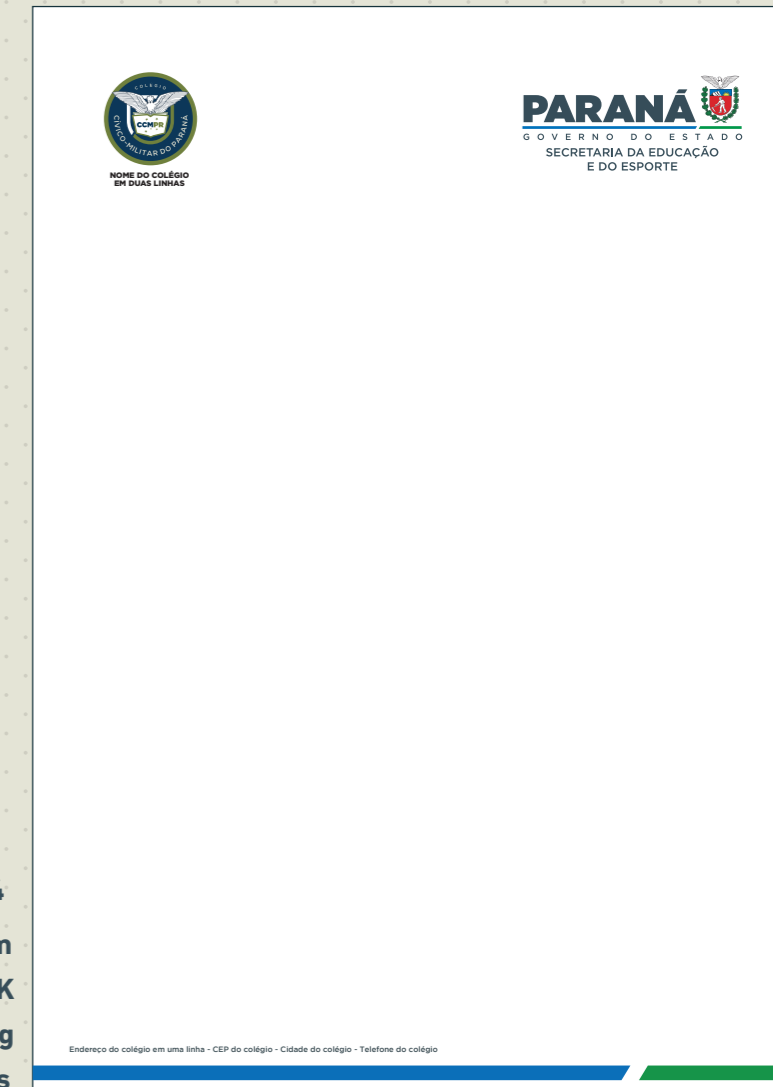 COLÉGIO
CÍVICO-MILITAR DO PARANÁ
CCMPR
NOME DO COLÉGIO
EM DUAS LINHAS
PARANÁ
GOVERNO DO ESTADO
SECRETARIA DA EDUCAÇÃO
E DO ESPORTE
K
g
s
Endereço do colégio em uma linha - CEP do colégio - Cidade do colégio - Telefone do colégio